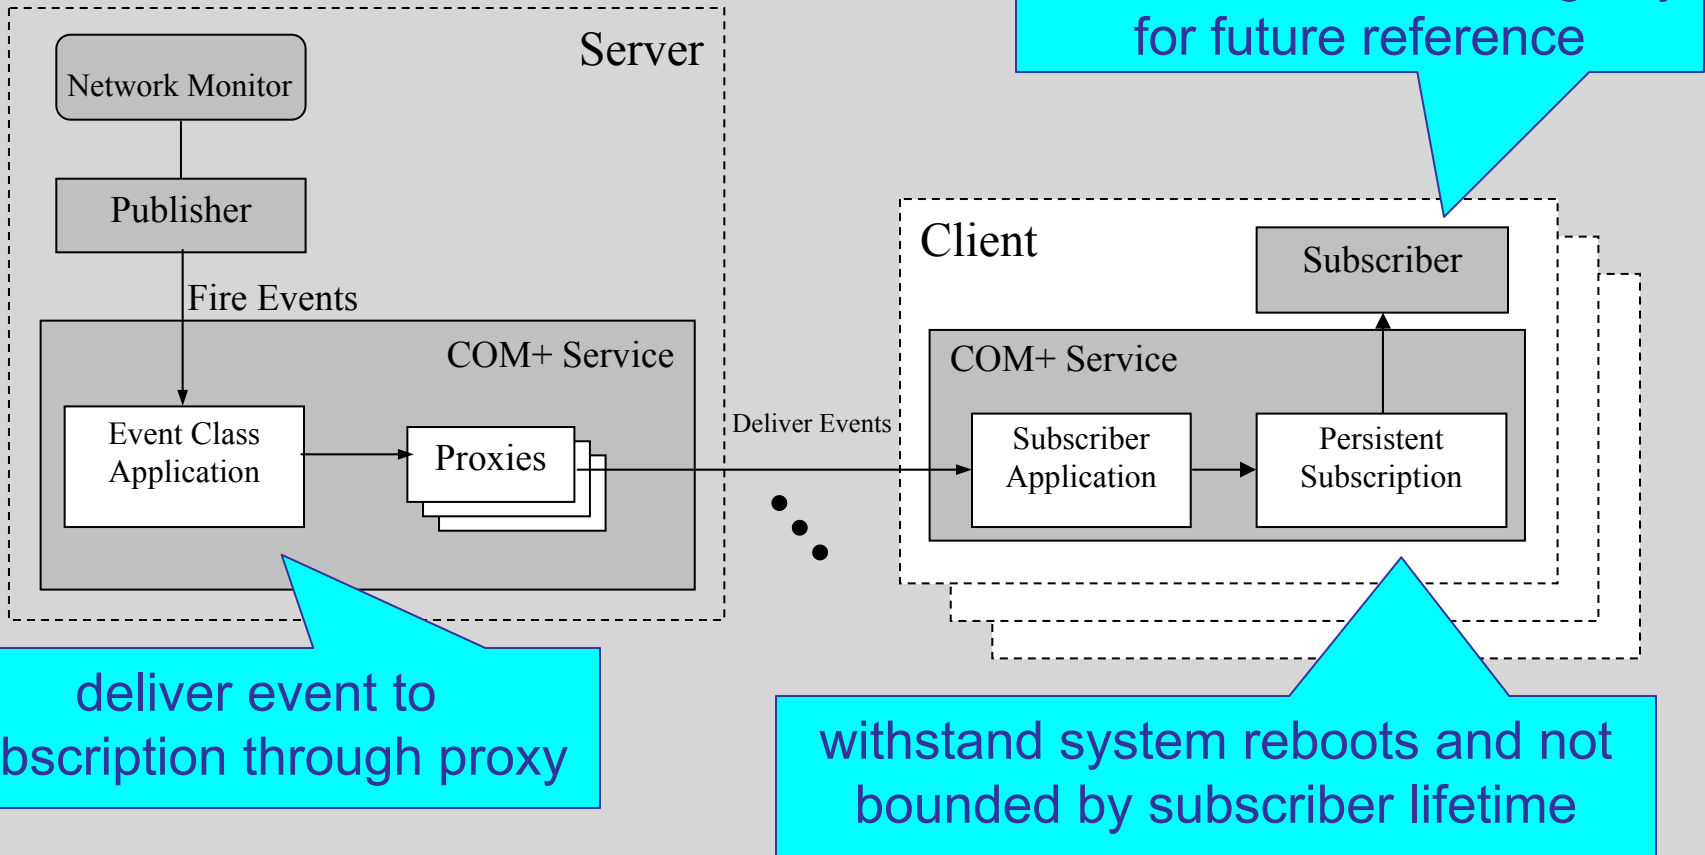 for future reference
Server
Network Monitor
Publisher
Fire Events
COM+ Service
Event Class
Application
Proxies
Deliver Events
Client
Subscriber
COM+ Service
Subscriber
Application
Persistent
Subscription
deliver event to
bscription through proxy
withstand system reboots and not
bounded by subscriber lifetime